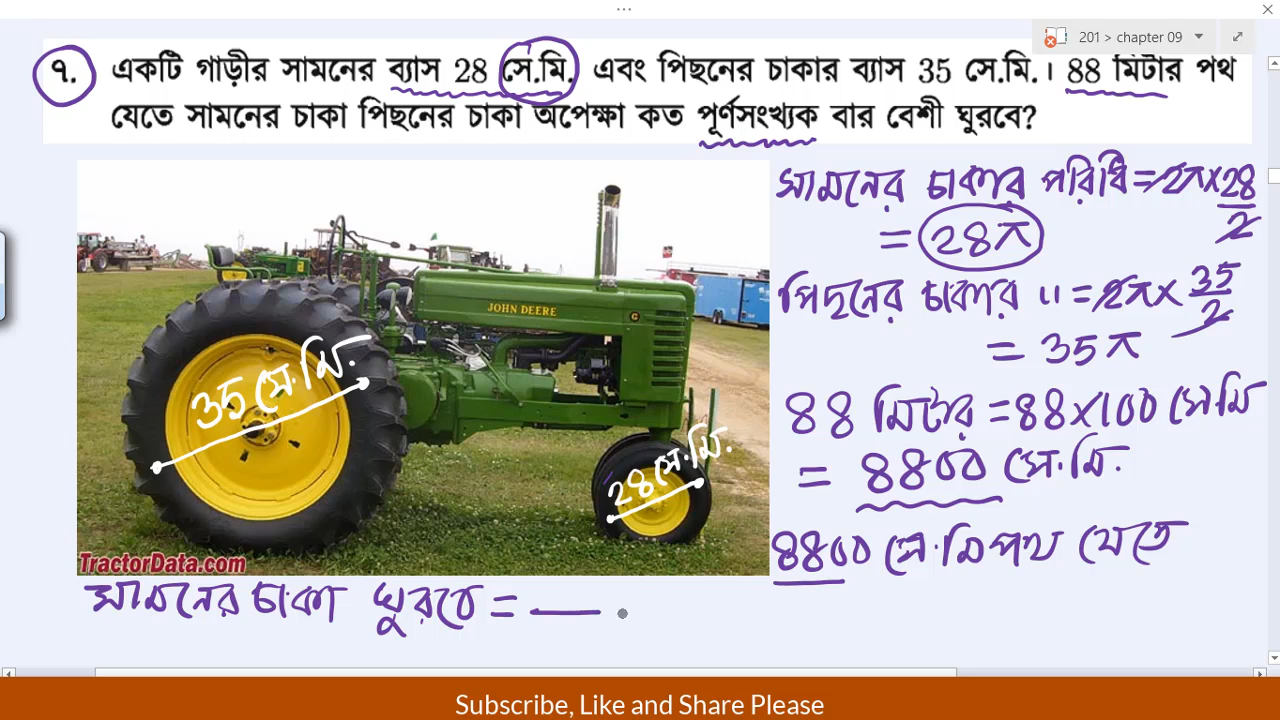 201 > chapter 09
৭. একটি গাড়ীর সামনের ব্যাস 28 সে.মি. এবং পিছনের চাকার ব্যাস 35 সে.মি.। 88 মিটার পথ
যেতে সামনের চাকা পিছনের চাকা অপেক্ষা কত পূর্ণসংখ্যক বার বেশী ঘুরবে?
সামনের চাকার পরিধি = 2π × 28/2
= 28π
পিছনের চাকার 〃 = 2π × 35/2
= 35π
88 মিটার = 88×100 সেমি
= 8800 সে.মি.
8800 সে.মি পথ যেতে
সামনের চাকা ঘুরবে =
JOHN DEERE
G
35 সে.মি.
28 সে.মি.
TractorData.com
Subscribe, Like and Share Please